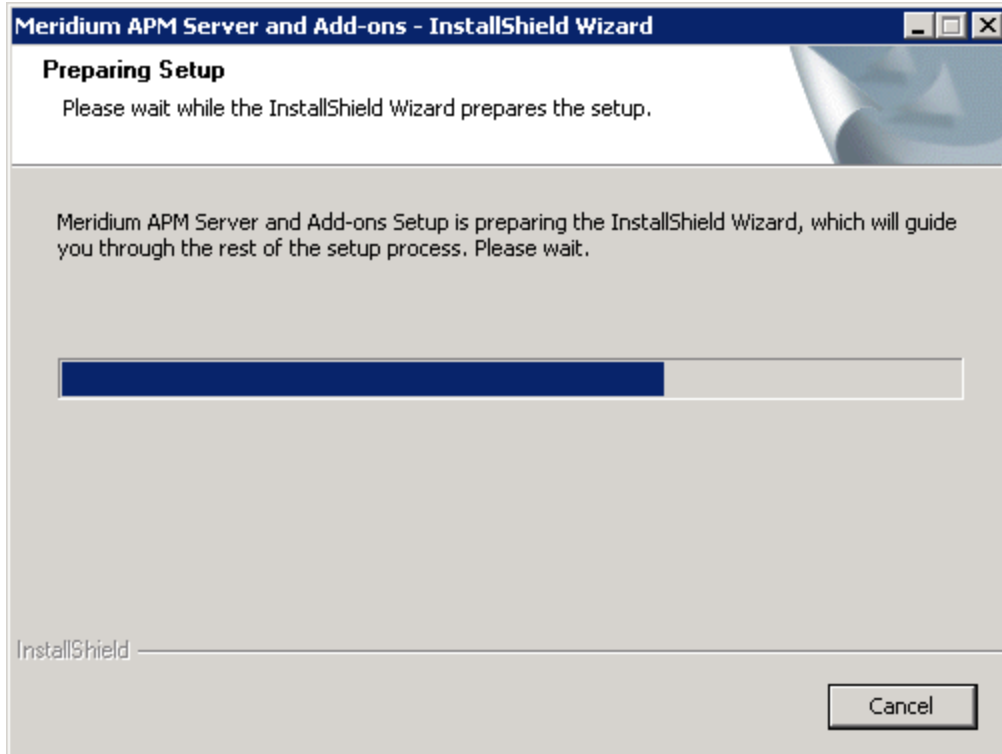 Meridium APM Server and Add-ons - InstallShield Wizard
Preparing Setup
Please wait while the InstallShield Wizard prepares the setup.
Meridium APM Server and Add-ons Setup is preparing the InstallShield Wizard, which will guide
you through the rest of the setup process. Please wait.
InstallShield
Cancel